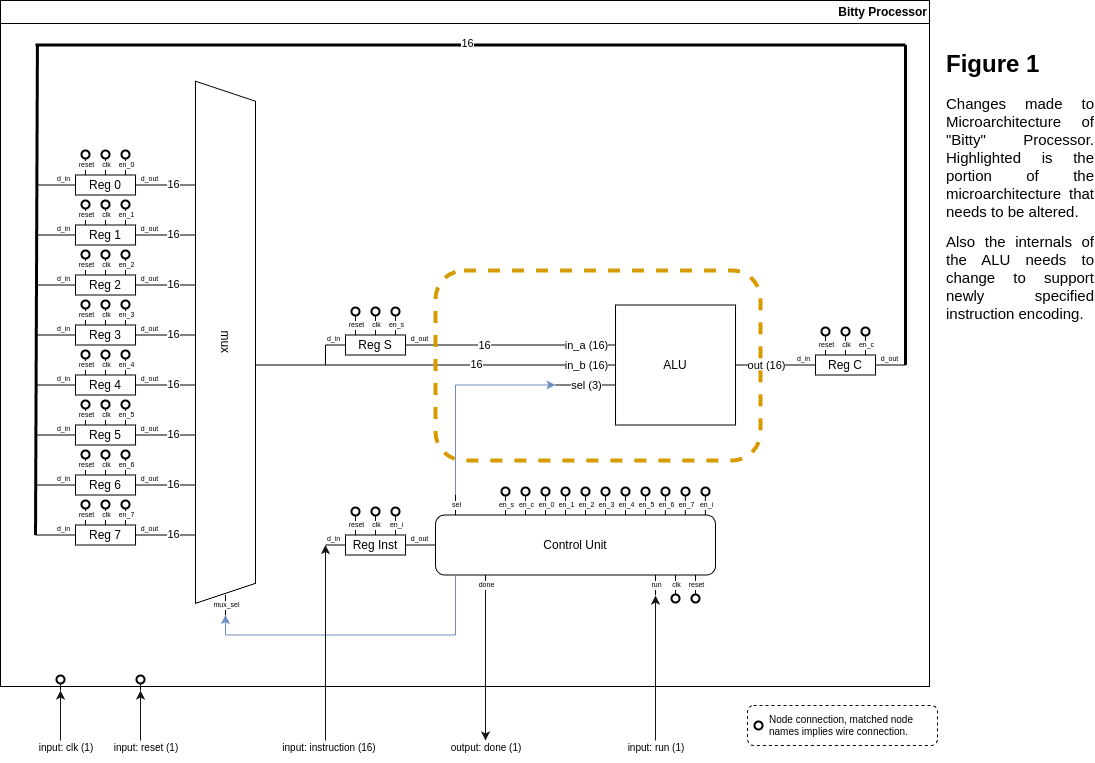 Bitty Processor
16
Figure 1
Changes made to
Microarchitecture of
"Bitty" Processor.
Highlighted is the
portion of the
microarchitecture that
needs to be altered.
Also the internals of
the ALU needs to
change to support
newly specified
instruction encoding.
reset clk en_0
d_in Reg 0 d_out 16
reset clk en_1
d_in Reg 1 d_out 16
reset clk en_2
d_in Reg 2 d_out 16
reset clk en_3
d_in Reg 3 d_out 16
reset clk en_4
d_in Reg 4 d_out 16
reset clk en_5
d_in Reg 5 d_out 16
reset clk en_6
d_in Reg 6 d_out 16
reset clk en_7
d_in Reg 7 d_out 16
mux
mux_sel
reset clk en_s
d_in Reg S d_out
16 in_a (16)
16 in_b (16)
sel (3)
ALU
out (16)
reset clk en_c
d_in Reg C d_out
sel en_s en_c en_0 en_1 en_2 en_3 en_4 en_5 en_6 en_7 en_i
reset clk en_i
d_in Reg Inst d_out
Control Unit
done run clk reset
input: clk (1)
input: reset (1)
input: instruction (16)
output: done (1)
input: run (1)
Node connection, matched node
names implies wire connection.